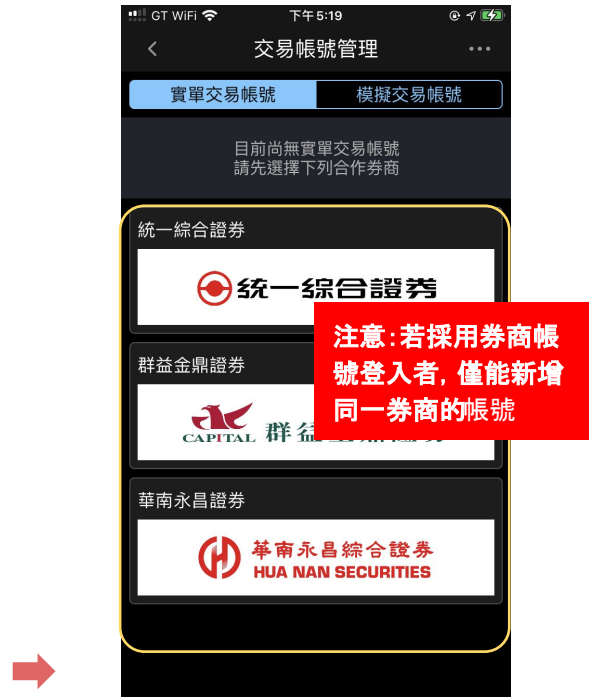 GT WiFi 下午5:19
交易帳號管理
實單交易帳號 模擬交易帳號
目前尚無實單交易帳號
請先選擇下列合作券商
統一綜合證券
統一綜合證券
注意:若採用券商帳
號登入者, 僅能新增
同一券商的帳號
群益金鼎證券
CAPITAL 群益
華南永昌證券
華南永昌綜合證券
HUA NAN SECURITIES